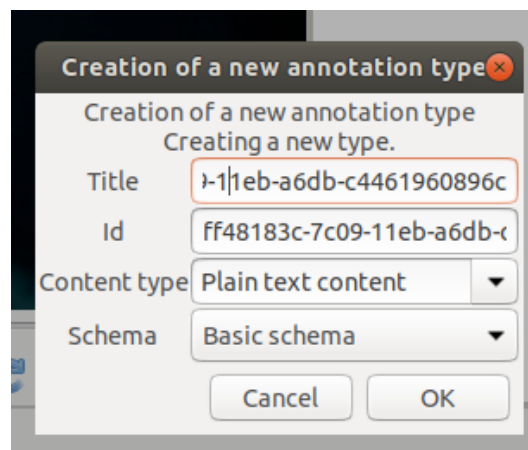 Creation of a new annotation type
Creation of a new annotation type
Creating a new type.
Title -11eb-a6db-c4461960896c
Id ff48183c-7c09-11eb-a6db-
Content type Plain text content
Schema Basic schema
Cancel OK